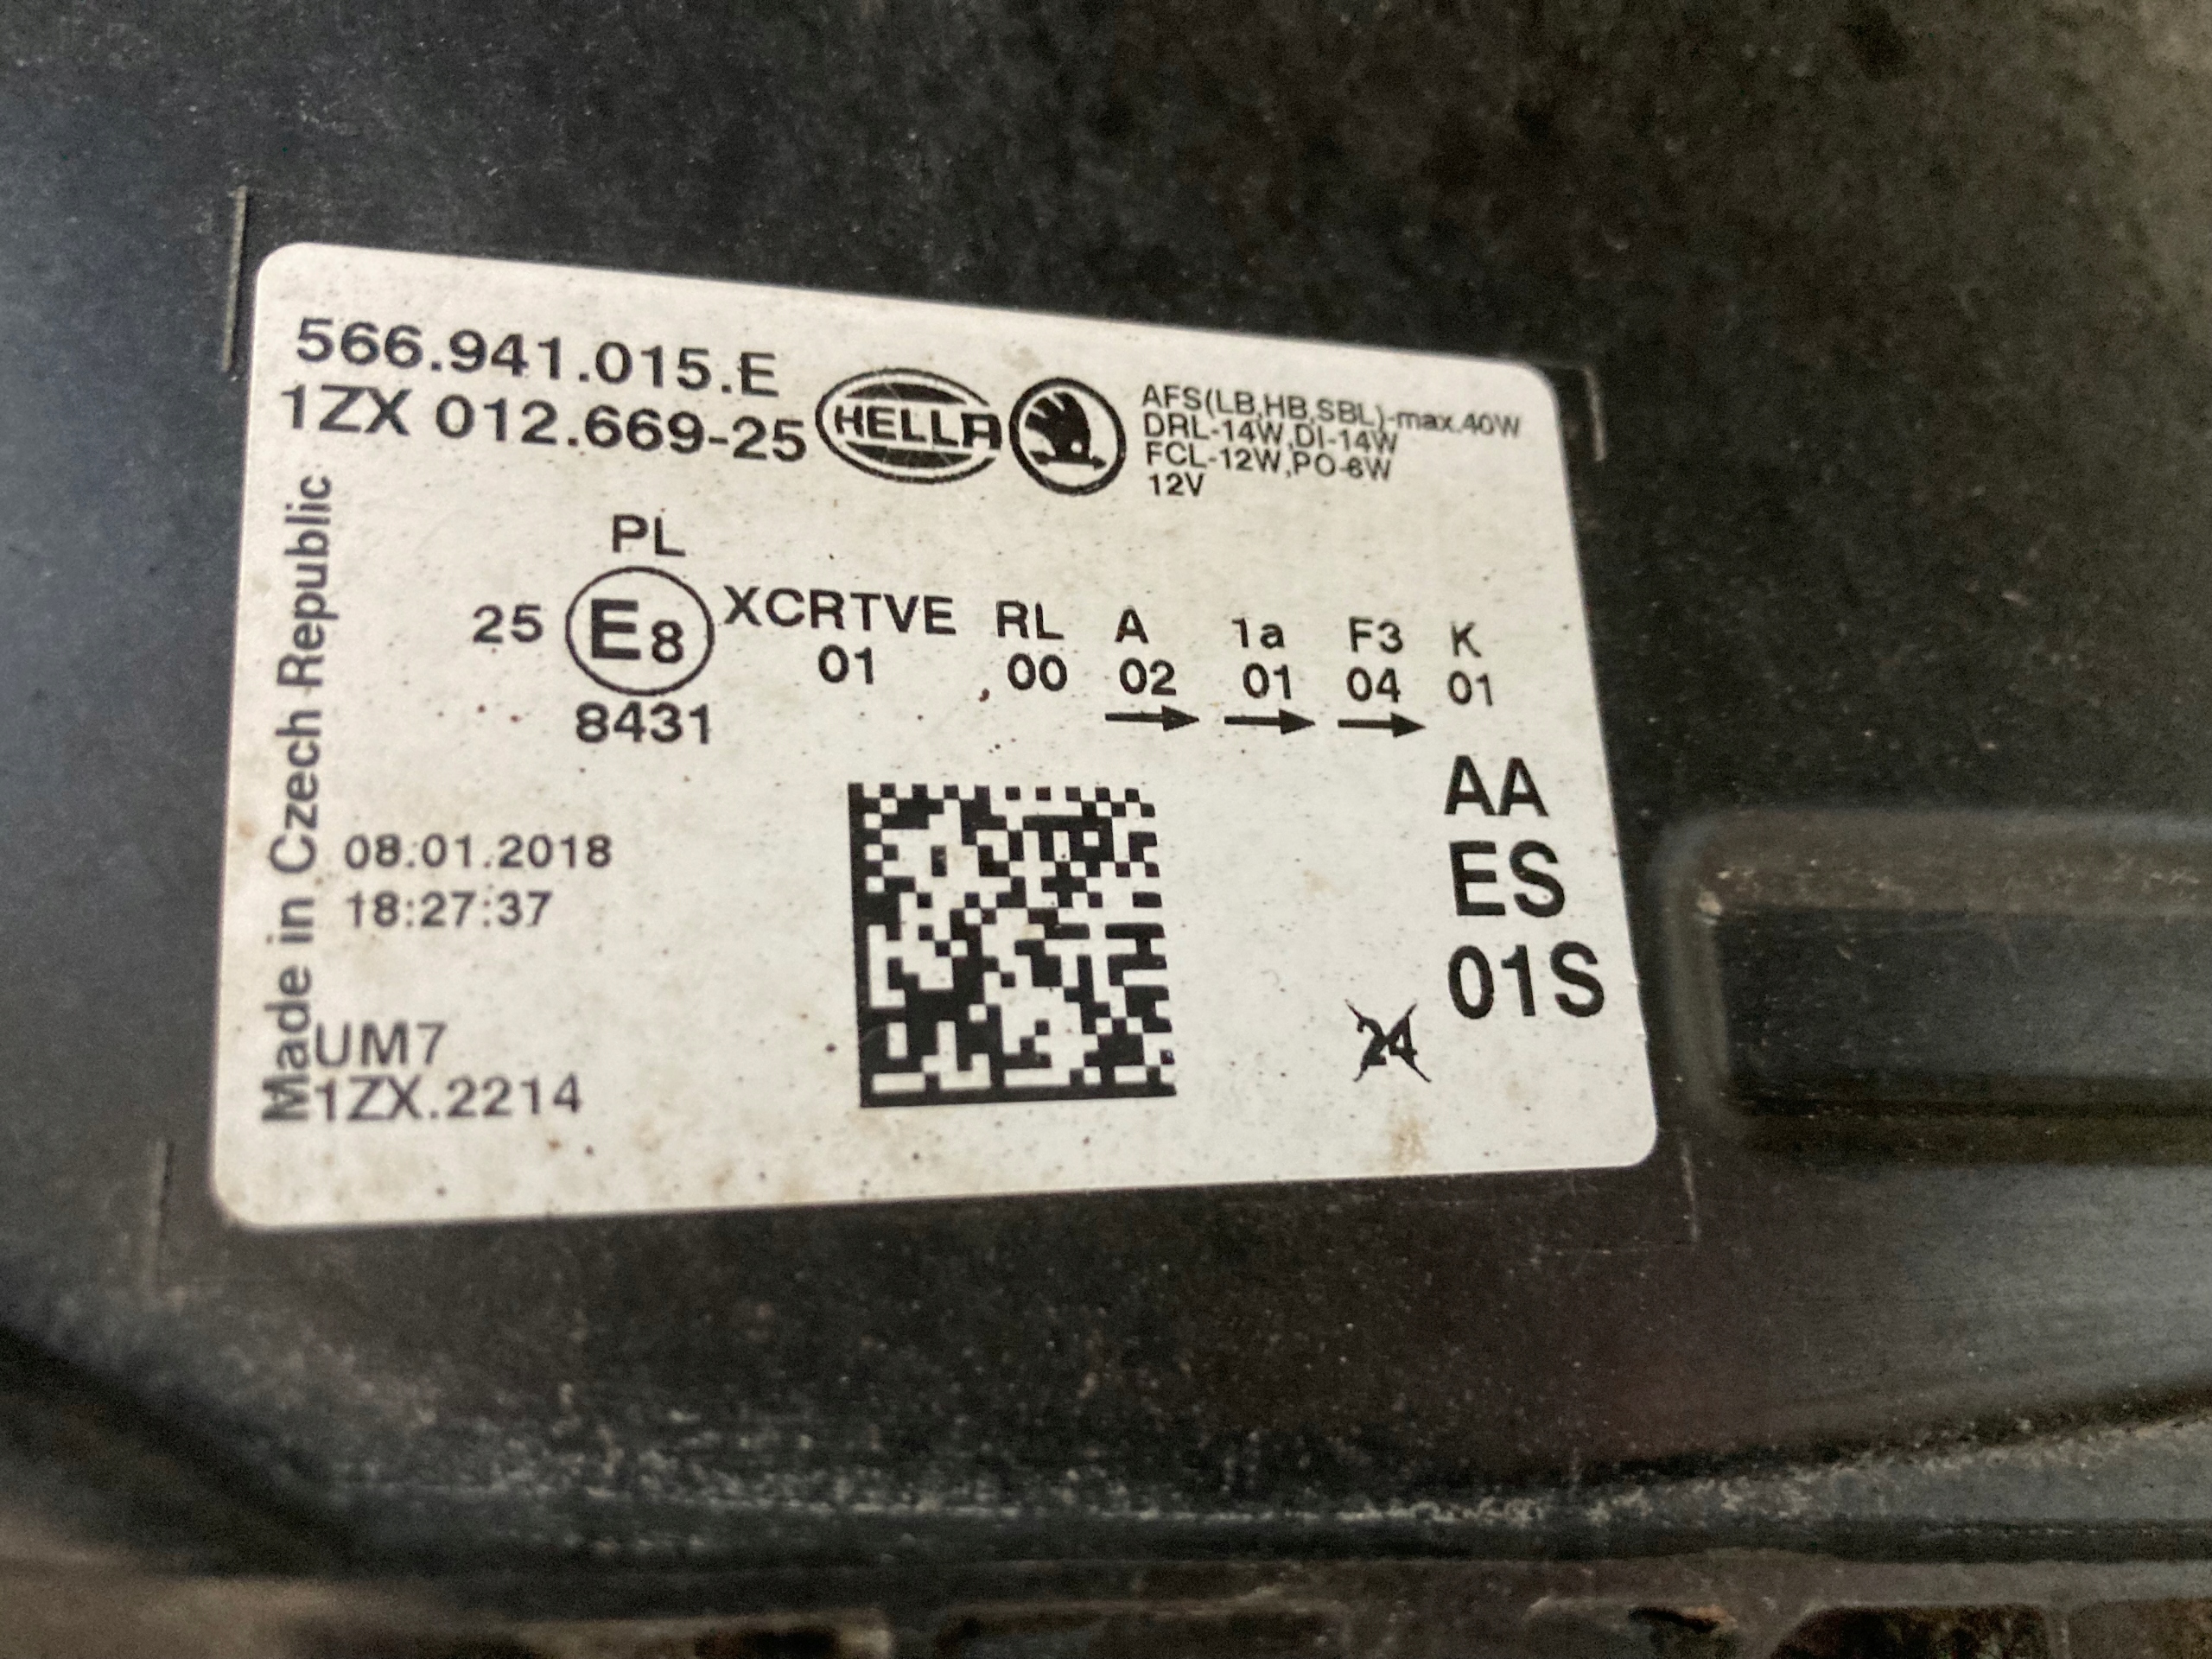 566.941.015.E
1ZX 012.669-25
HELLA
AFS(LB,HB,SBL)-max.40W
DRL-14W,DI-14W
FCL-12W,PO-6W
12V
Made in Czech Republic
PL
25 E8 XCRTVE RL A 1a F3 K
01 00 02 01 04 01
8431
08.01.2018
18:27:37
UM7
1ZX.2214
AA
ES
01S
24